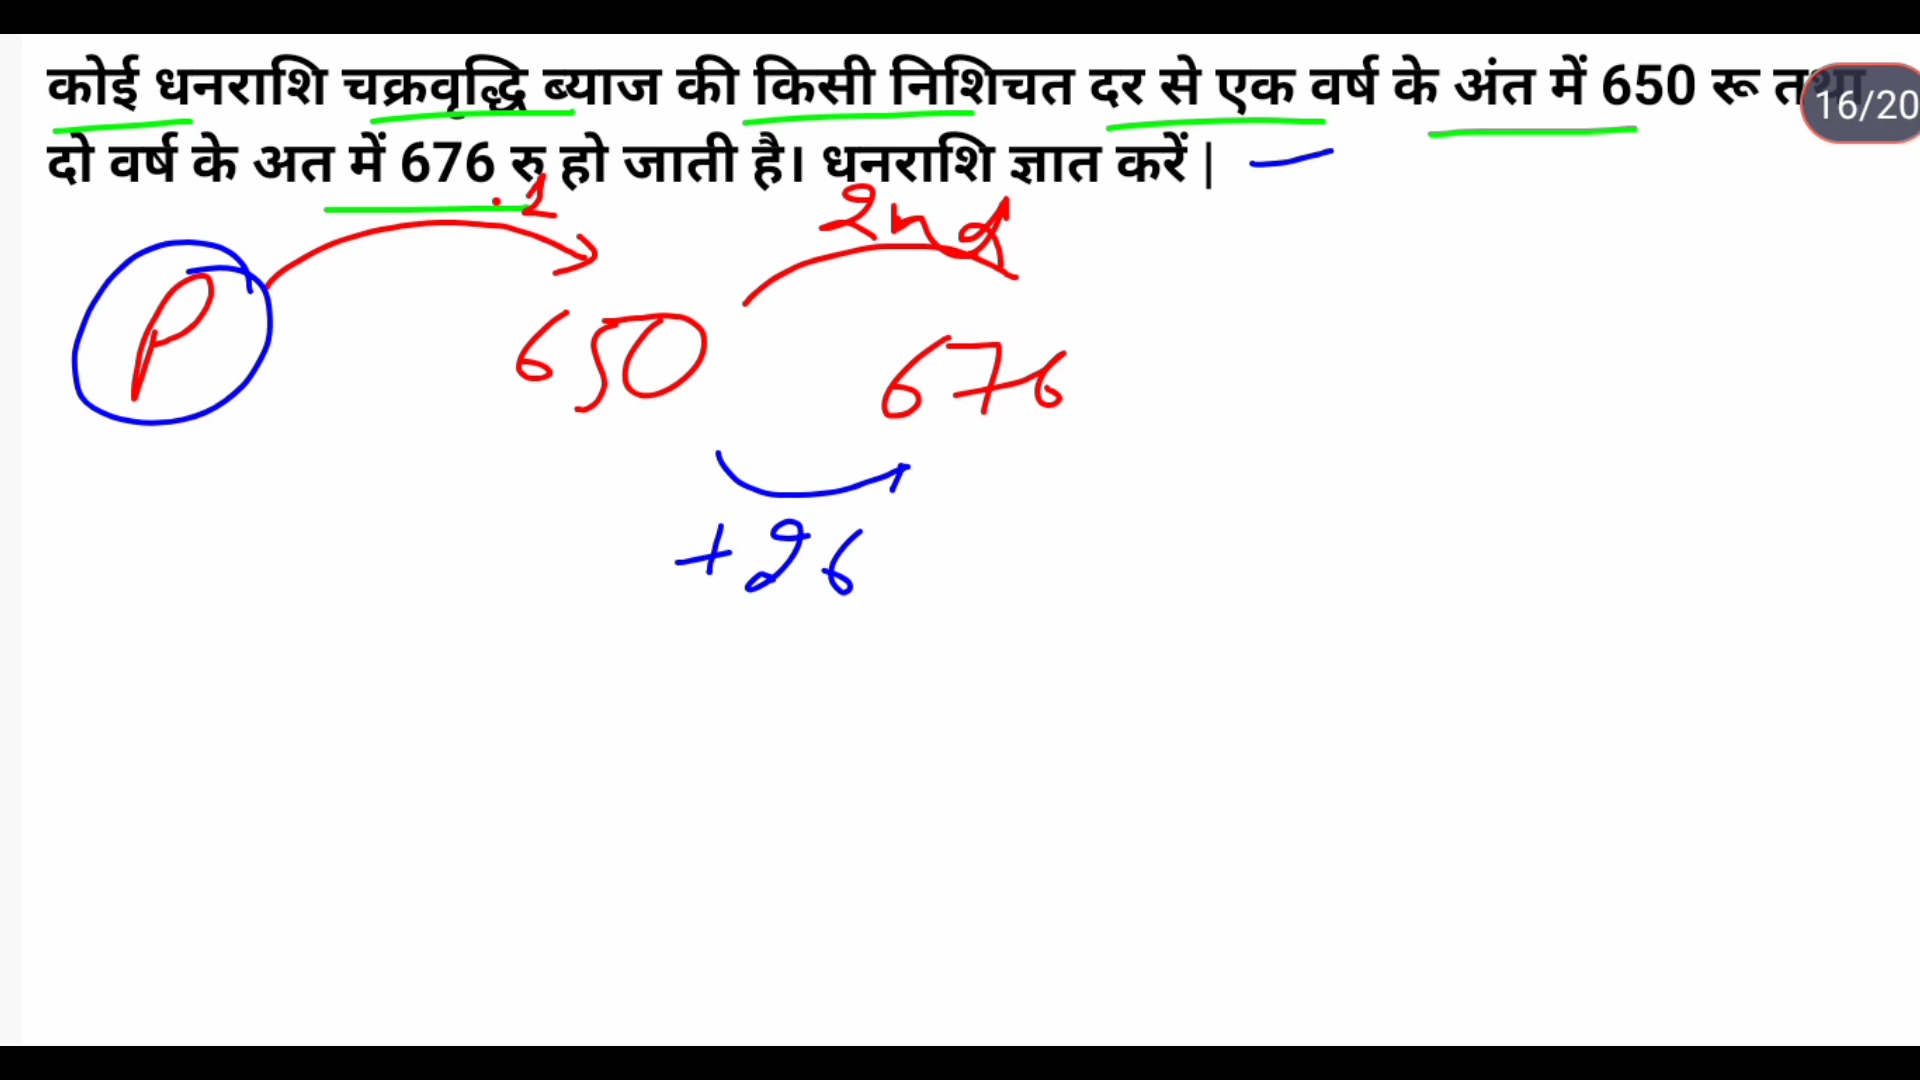 कोई धनराशि चक्रवृद्धि ब्याज की किसी निशिचत दर से एक वर्ष के अंत में 650 रू तथा
16/20
दो वर्ष के अत में 676 रु हो जाती है। धनराशि ज्ञात करें |
1 2nd
P 650 676
+26